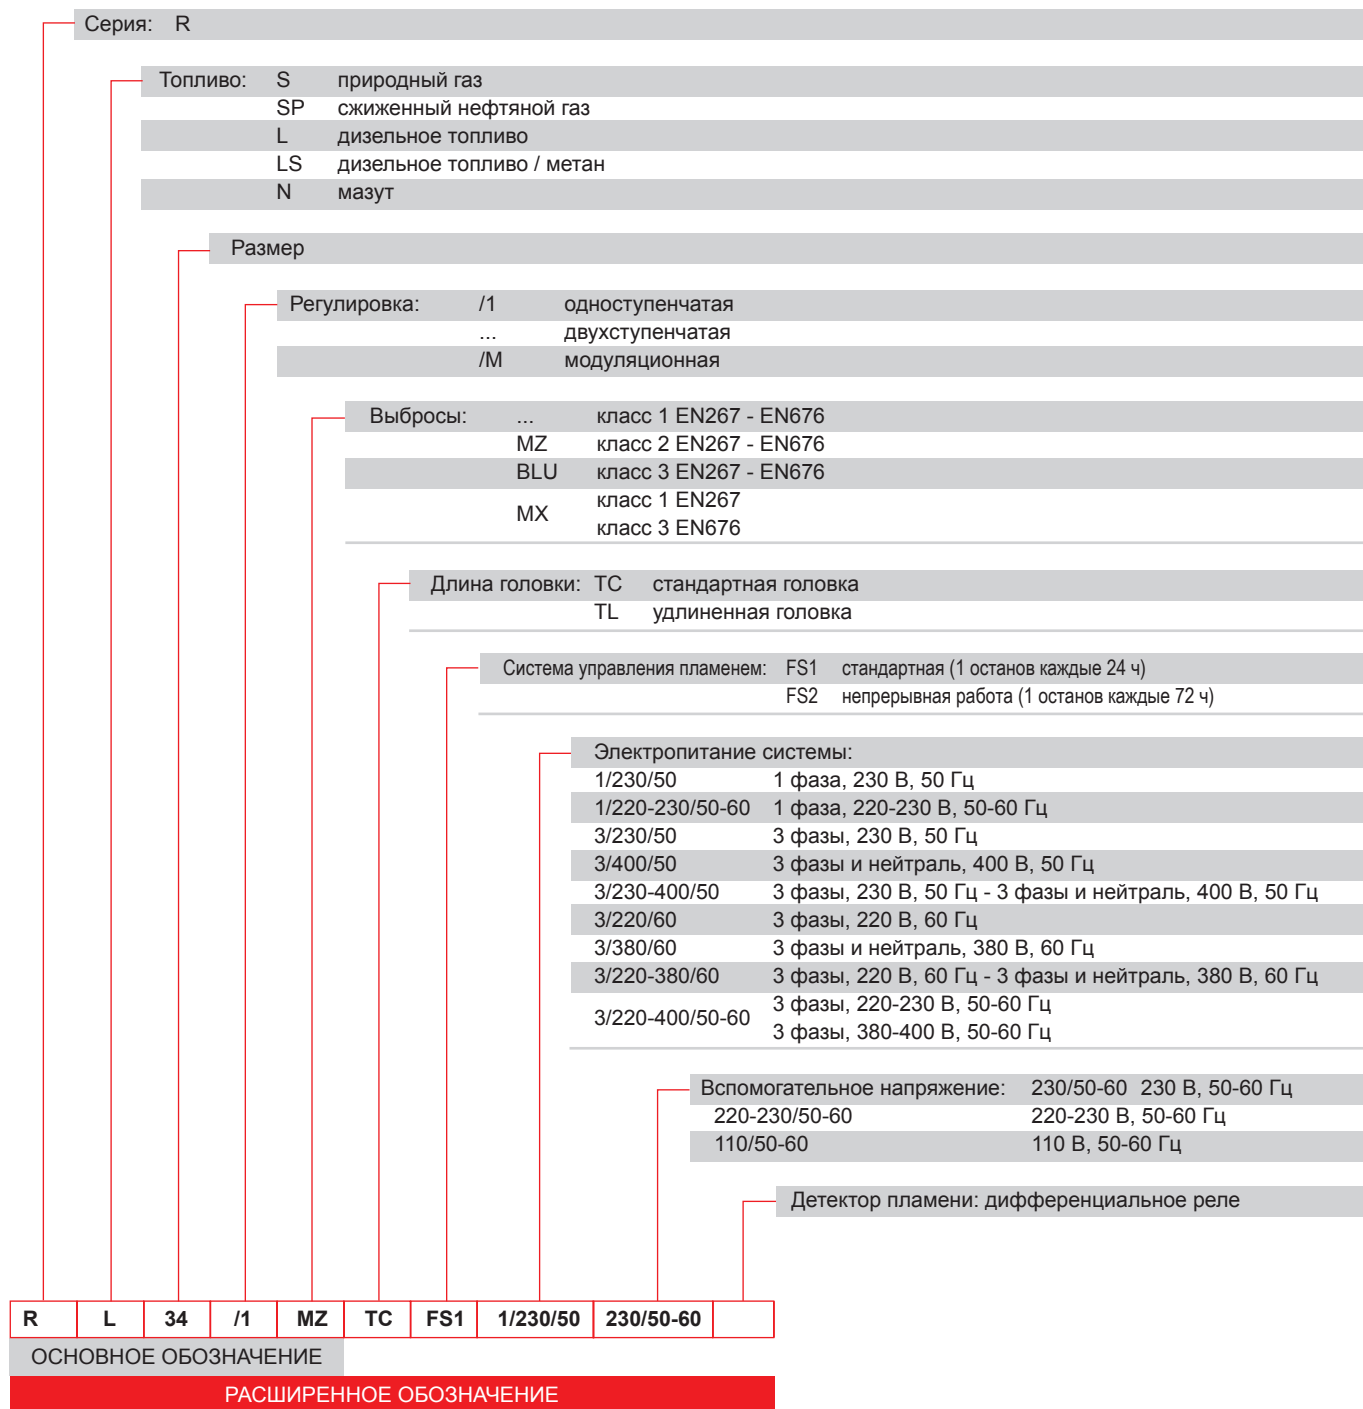 Серия: R
Топливо: S природный газ
SP сжиженный нефтяной газ
L дизельное топливо
LS дизельное топливо / метан
N мазут
Размер
Регулировка: /1 одноступенчатая
... двухступенчатая
/M модуляционная
Выбросы: ... класс 1 EN267 - EN676
MZ класс 2 EN267 - EN676
BLU класс 3 EN267 - EN676
MX класс 1 EN267
класс 3 EN676
Длина головки: TC стандартная головка
TL удлиненная головка
Система управления пламенем: FS1 стандартная (1 останов каждые 24 ч)
FS2 непрерывная работа (1 останов каждые 72 ч)
Электропитание системы:
1/230/50 1 фаза, 230 В, 50 Гц
1/220-230/50-60 1 фаза, 220-230 В, 50-60 Гц
3/230/50 3 фазы, 230 В, 50 Гц
3/400/50 3 фазы и нейтраль, 400 В, 50 Гц
3/230-400/50 3 фазы, 230 В, 50 Гц - 3 фазы и нейтраль, 400 В, 50 Гц
3/220/60 3 фазы, 220 В, 60 Гц
3/380/60 3 фазы и нейтраль, 380 В, 60 Гц
3/220-380/60 3 фазы, 220 В, 60 Гц - 3 фазы и нейтраль, 380 В, 60 Гц
3/220-400/50-60 3 фазы, 220-230 В, 50-60 Гц
3 фазы, 380-400 В, 50-60 Гц
Вспомогательное напряжение: 230/50-60 230 В, 50-60 Гц
220-230/50-60 220-230 В, 50-60 Гц
110/50-60 110 В, 50-60 Гц
Детектор пламени: дифференциальное реле
R L 34 /1 MZ TC FS1 1/230/50 230/50-60
ОСНОВНОЕ ОБОЗНАЧЕНИЕ
РАСШИРЕННОЕ ОБОЗНАЧЕНИЕ